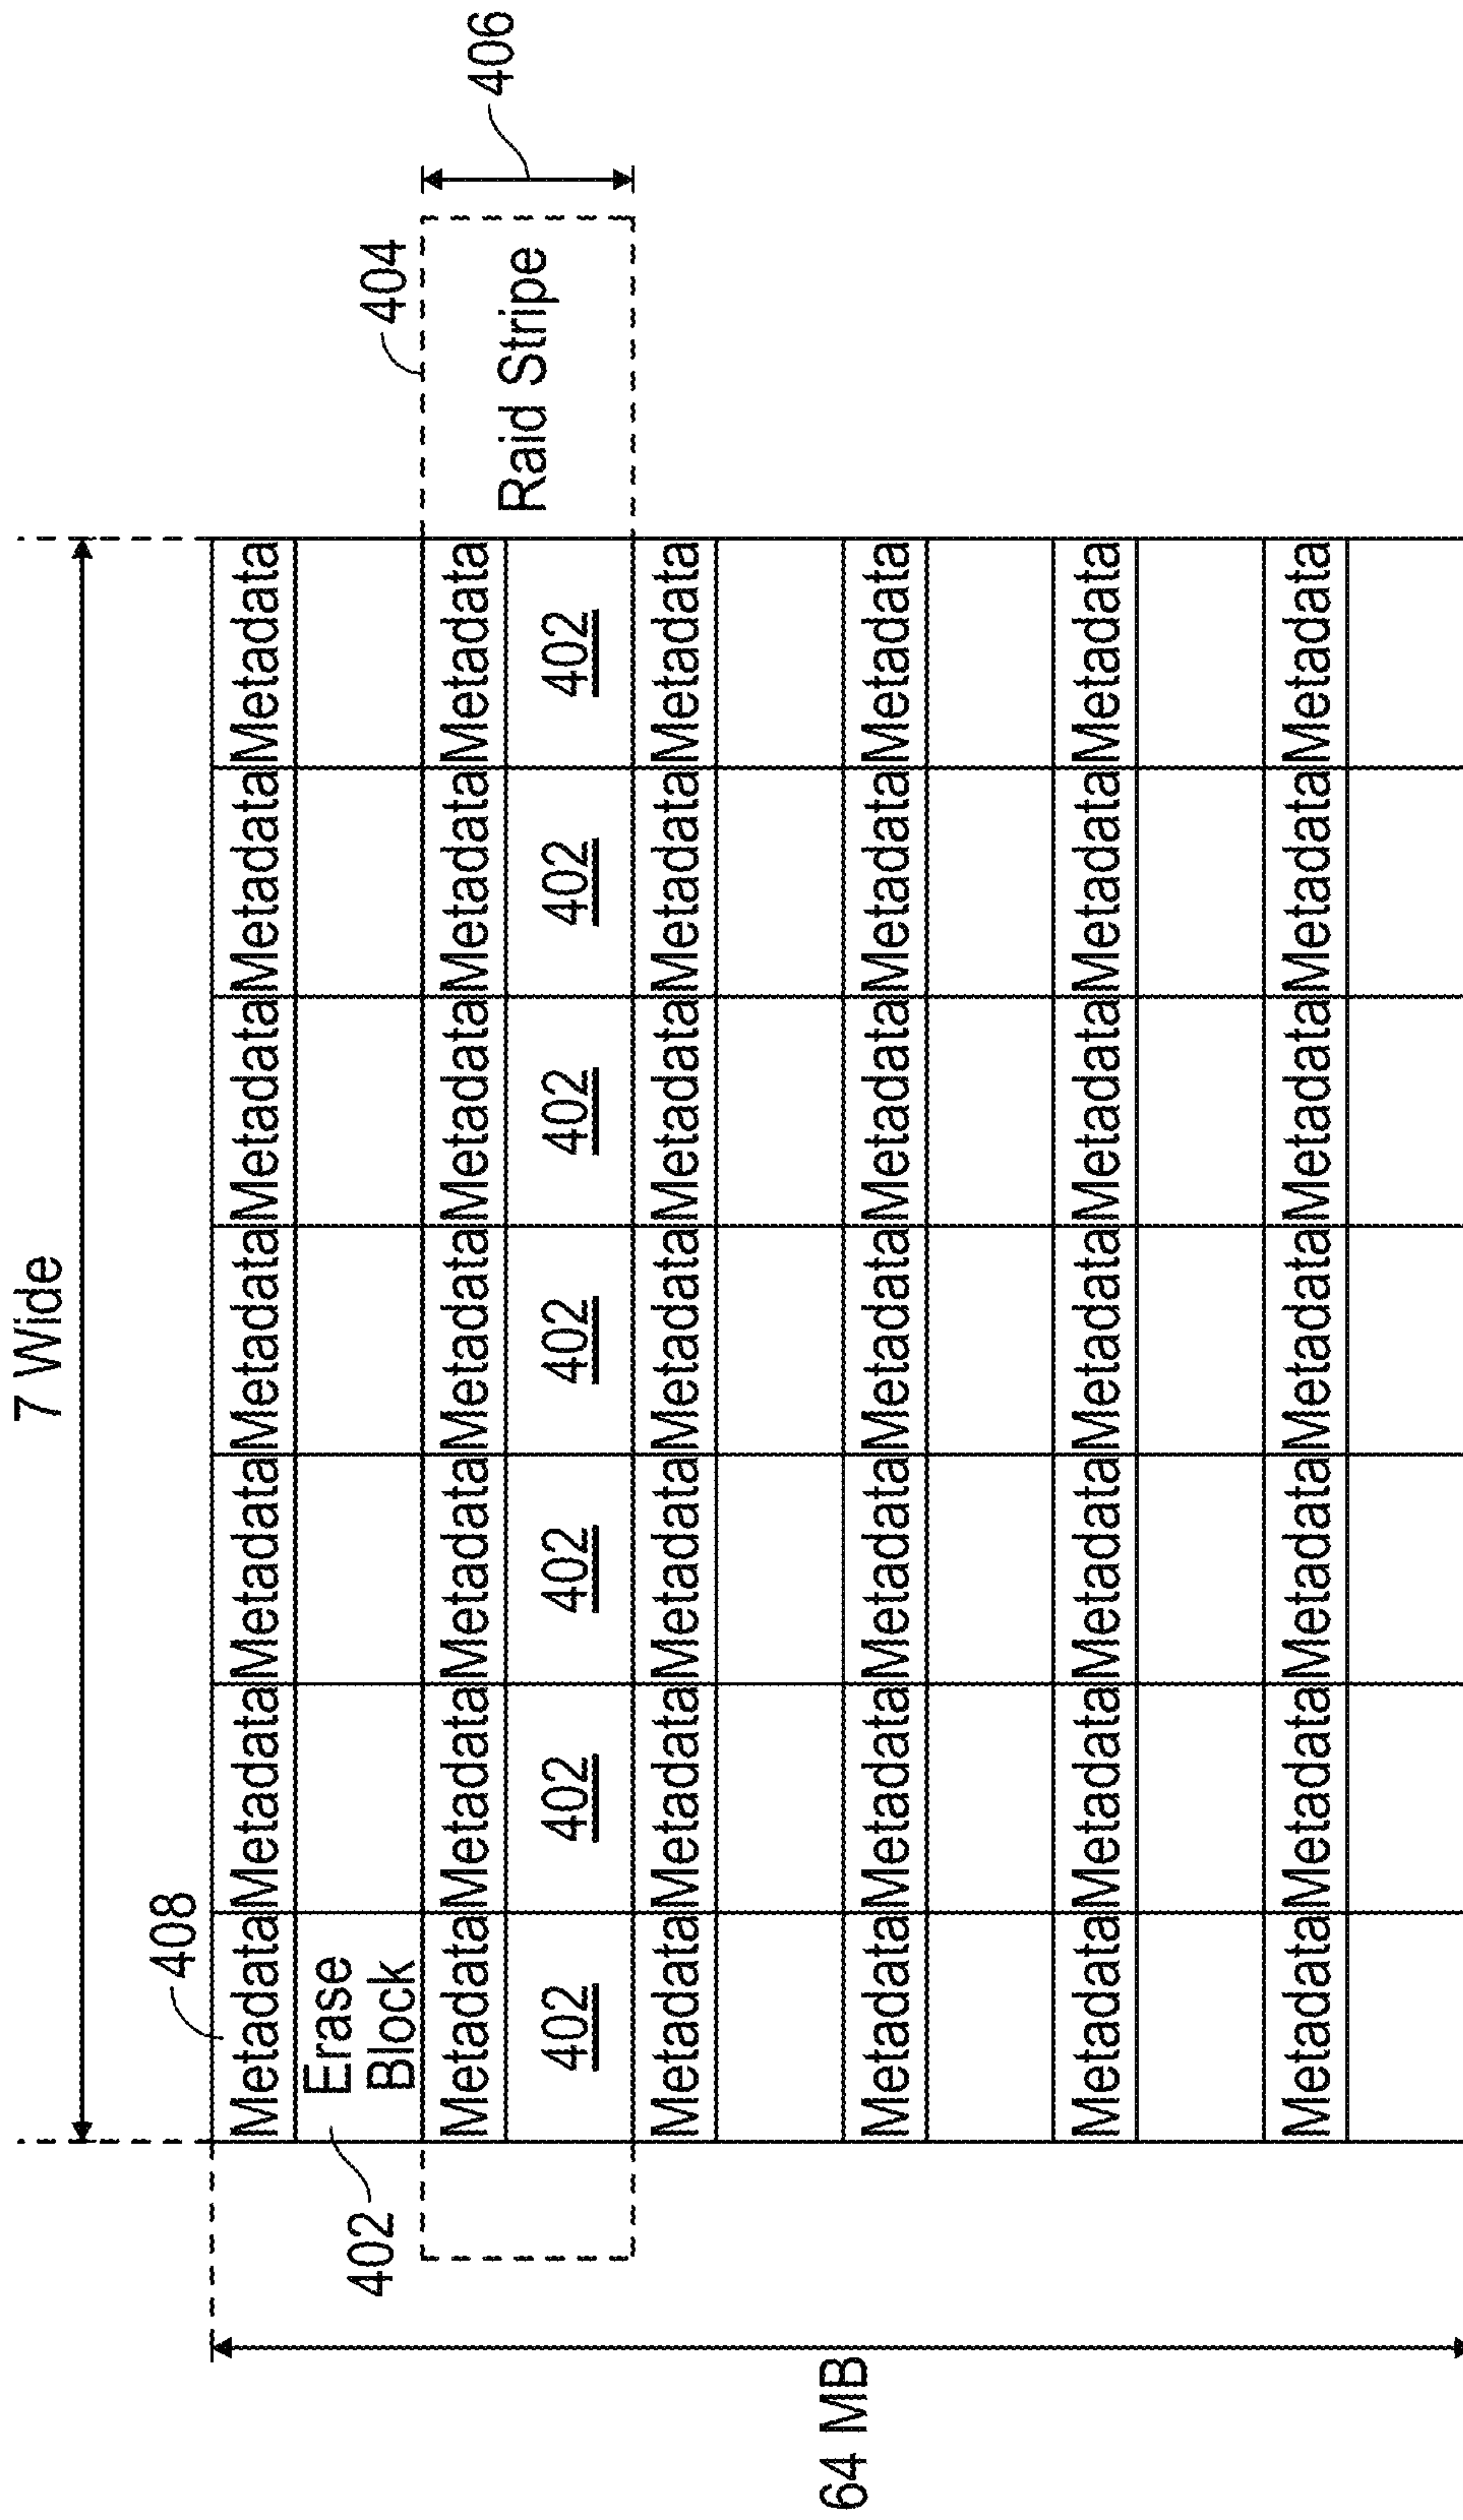 7 Wide
408
Metadata Metadata Metadata Metadata Metadata Metadata Metadata
Erase
Block
402
404
406
Metadata Metadata Metadata Metadata Metadata Metadata Metadata
Raid Stripe
402 402 402 402 402 402 402
Metadata Metadata Metadata Metadata Metadata Metadata Metadata
64 MB
Metadata Metadata Metadata Metadata Metadata Metadata Metadata
Metadata Metadata Metadata Metadata Metadata Metadata Metadata
Metadata Metadata Metadata Metadata Metadata Metadata Metadata